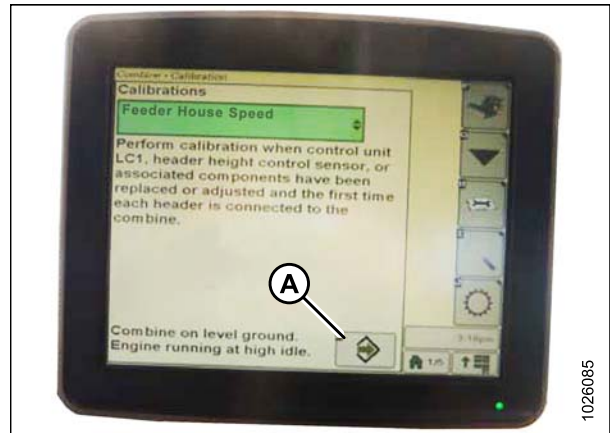 Combine - Calibration
Calibrations
Feeder House Speed
Perform calibration when control unit
LC1, header height control sensor, or
associated components have been
replaced or adjusted and the first time
each header is connected to the
combine.
A
Combine on level ground.
Engine running at high idle.
1/5
1026085